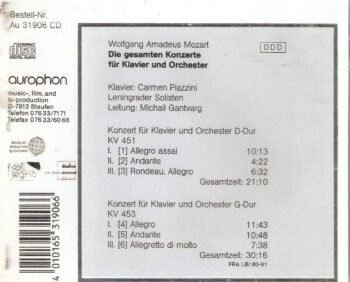 Bestell-Nr.
Au 31906 CD
COMPACT
disc
DIGITAL AUDIO
aurophon
music-, film, and
tv-production
D-7813 Staufen
Telefon 07633/7171
Telefax 07633/6066
4 010165 319066
Wolfgang Amadeus Mozart
DDD
Die gesamten Konzerte
für Klavier und Orchester
Klavier: Carmen Piazzini
Leningrader Solisten
Leitung: Michail Gantvarg
Konzert für Klavier und Orchester D-Dur
KV 451
I. [1] Allegro assai 10:13
II. [2] Andante 4:22
III. [3] Rondeau, Allegro 6:32
Gesamtzeit: 21:10
Konzert für Klavier und Orchester G-Dur
KV 453
I. [4] Allegro 11:43
II. [5] Andante 10:48
III. [6] Allegretto di molto 7:38
Gesamtzeit: 30:16
FRA LB/.80-91